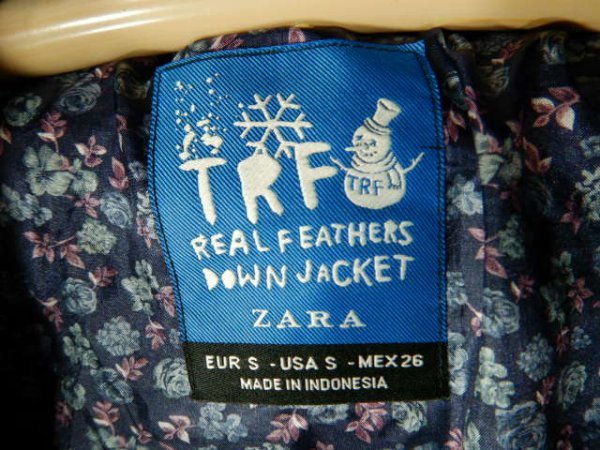 TRF
TRF
REAL FEATHERS
DOWN JACKET
ZARA
EUR S - USA S - MEX 26
MADE IN INDONESIA